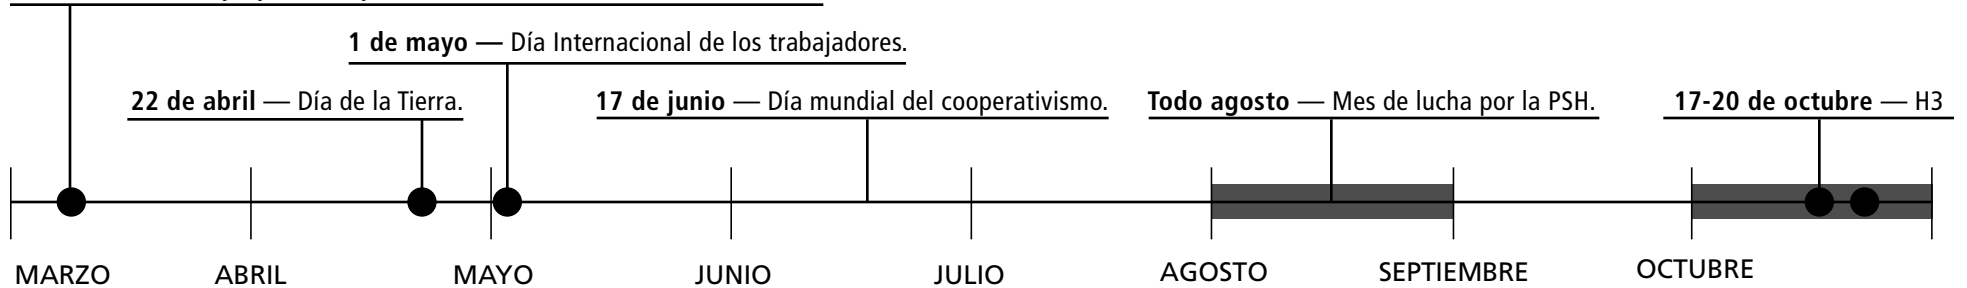 1 de mayo — Día Internacional de los trabajadores.
22 de abril — Día de la Tierra.
17 de junio — Día mundial del cooperativismo.
Todo agosto — Mes de lucha por la PSH.
17-20 de octubre — H3
MARZO
ABRIL
MAYO
JUNIO
JULIO
AGOSTO
SEPTIEMBRE
OCTUBRE